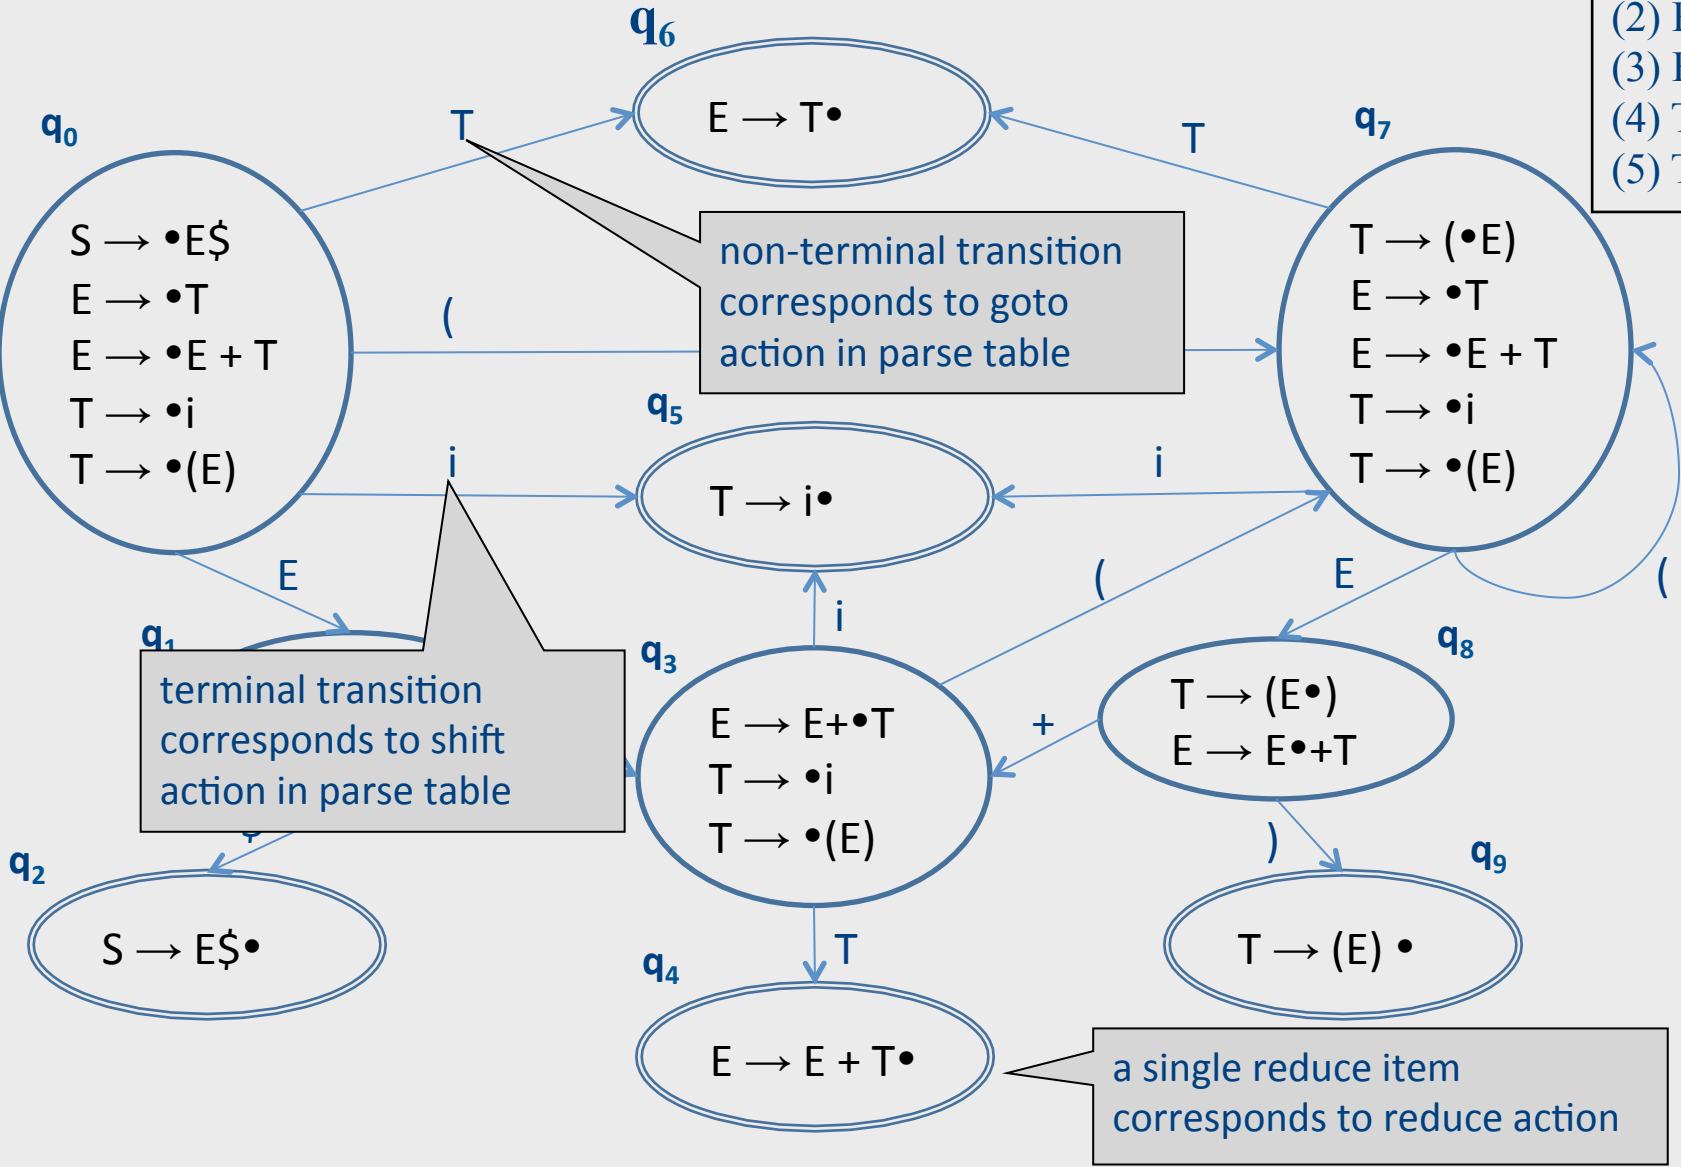 q6
(2)
(3)
(4) T
(5) T
q0
T
E → T•
T
q7
S → •E$
E → •T
E → •E + T
T → •i
T → •(E)
(
non-terminal transition
corresponds to goto
action in parse table
T → (•E)
E → •T
E → •E + T
T → •i
T → •(E)
q5
i
T → i•
i
E
(
E
(
i
q1
q3
q8
terminal transition
corresponds to shift
action in parse table
E → E+•T
T → •i
T → •(E)
+
T → (E•)
E → E•+T
$
)
q2
q9
S → E$•
T
T → (E) •
q4
E → E + T•
a single reduce item
corresponds to reduce action